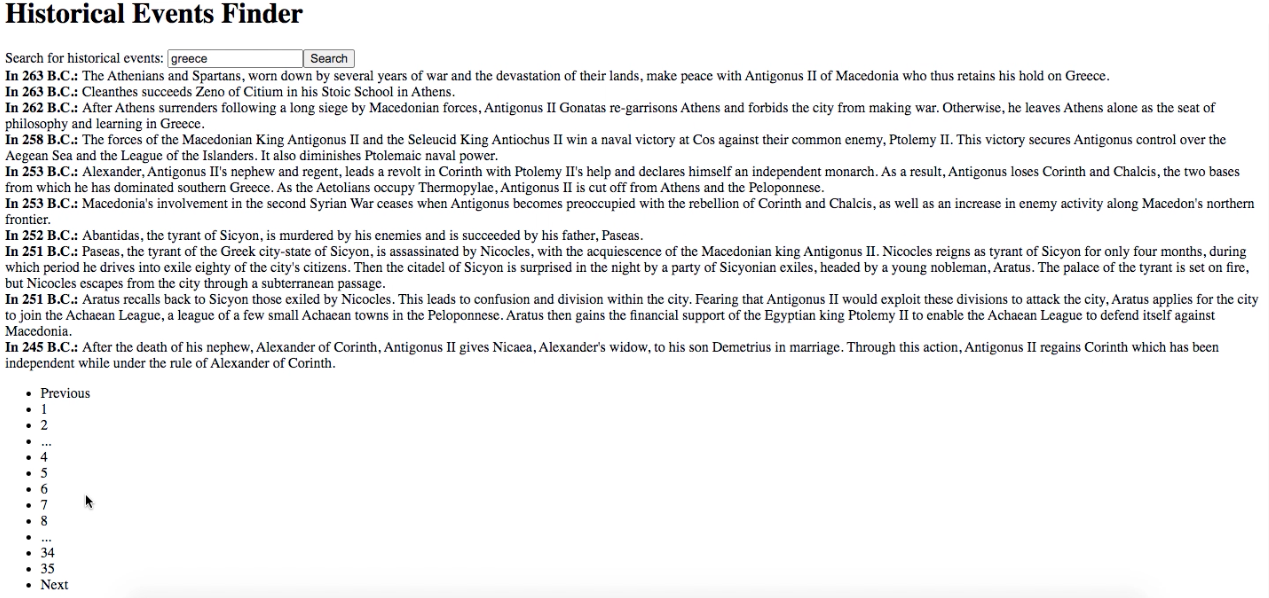 Historical Events Finder
Search for historical events: greece Search
In 263 B.C.: The Athenians and Spartans, worn down by several years of war and the devastation of their lands, make peace with Antigonus II of Macedonia who thus retains his hold on Greece.
In 263 B.C.: Cleanthes succeeds Zeno of Citium in his Stoic School in Athens.
In 262 B.C.: After Athens surrenders following a long siege by Macedonian forces, Antigonus II Gonatas re-garrisons Athens and forbids the city from making war. Otherwise, he leaves Athens alone as the seat of
philosophy and learning in Greece.
In 258 B.C.: The forces of the Macedonian King Antigonus II and the Seleucid King Antiochus II win a naval victory at Cos against their common enemy, Ptolemy II. This victory secures Antigonus control over the
Aegean Sea and the League of the Islanders. It also diminishes Ptolemaic naval power.
In 253 B.C.: Alexander, Antigonus II's nephew and regent, leads a revolt in Corinth with Ptolemy II's help and declares himself an independent monarch. As a result, Antigonus loses Corinth and Chalcis, the two bases
from which he has dominated southern Greece. As the Aetolians occupy Thermopylae, Antigonus II is cut off from Athens and the Peloponnese.
In 253 B.C.: Macedonia's involvement in the second Syrian War ceases when Antigonus becomes preoccupied with the rebellion of Corinth and Chalcis, as well as an increase in enemy activity along Macedon's northern
frontier.
In 252 B.C.: Abantidas, the tyrant of Sicyon, is murdered by his enemies and is succeeded by his father, Paseas.
In 251 B.C.: Paseas, the tyrant of the Greek city-state of Sicyon, is assassinated by Nicocles, with the acquiescence of the Macedonian king Antigonus II. Nicocles reigns as tyrant of Sicyon for only four months, during
which period he drives into exile eighty of the city's citizens. Then the citadel of Sicyon is surprised in the night by a party of Sicyonian exiles, headed by a young nobleman, Aratus. The palace of the tyrant is set on fire,
but Nicocles escapes from the city through a subterranean passage.
In 251 B.C.: Aratus recalls back to Sicyon those exiled by Nicocles. This leads to confusion and division within the city. Fearing that Antigonus II would exploit these divisions to attack the city, Aratus applies for the city
to join the Achaean League, a league of a few small Achaean towns in the Peloponnese. Aratus then gains the financial support of the Egyptian king Ptolemy II to enable the Achaean League to defend itself against
Macedonia.
In 245 B.C.: After the death of his nephew, Alexander of Corinth, Antigonus II gives Nicaea, Alexander's widow, to his son Demetrius in marriage. Through this action, Antigonus II regains Corinth which has been
independent while under the rule of Alexander of Corinth.
• Previous
• 1
• 2
• ...
• 4
• 5
• 6
• 7
• 8
• ...
• 34
• 35
• Next